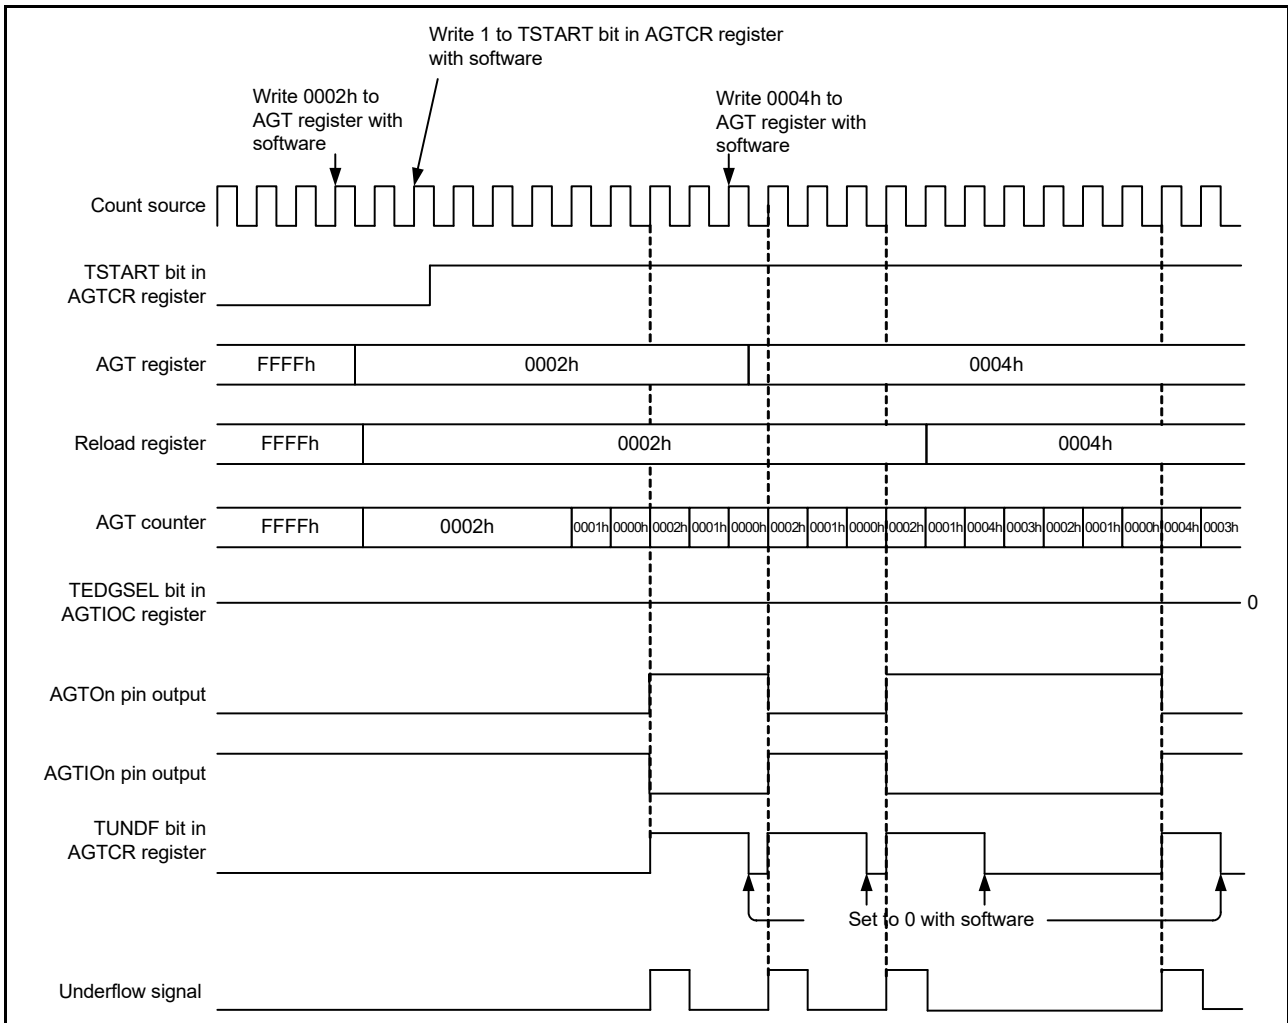 Write 1 to TSTART bit in AGTCR register
with software
Write 0002h to
AGT register with
software
Write 0004h to
AGT register with
software
Count source
TSTART bit in
AGTCR register
AGT register
FFFFh
0002h
0004h
Reload register
FFFFh
0002h
0004h
AGT counter
FFFFh
0002h
0001h
0000h
0002h
0001h
0000h
0002h
0001h
0000h
0002h
0001h
0004h
0003h
0002h
0001h
0000h
0004h
0003h
TEDGSEL bit in
AGTIOC register
0
AGTOn pin output
AGTIOn pin output
TUNDF bit in
AGTCR register
Set to 0 with software
Underflow signal